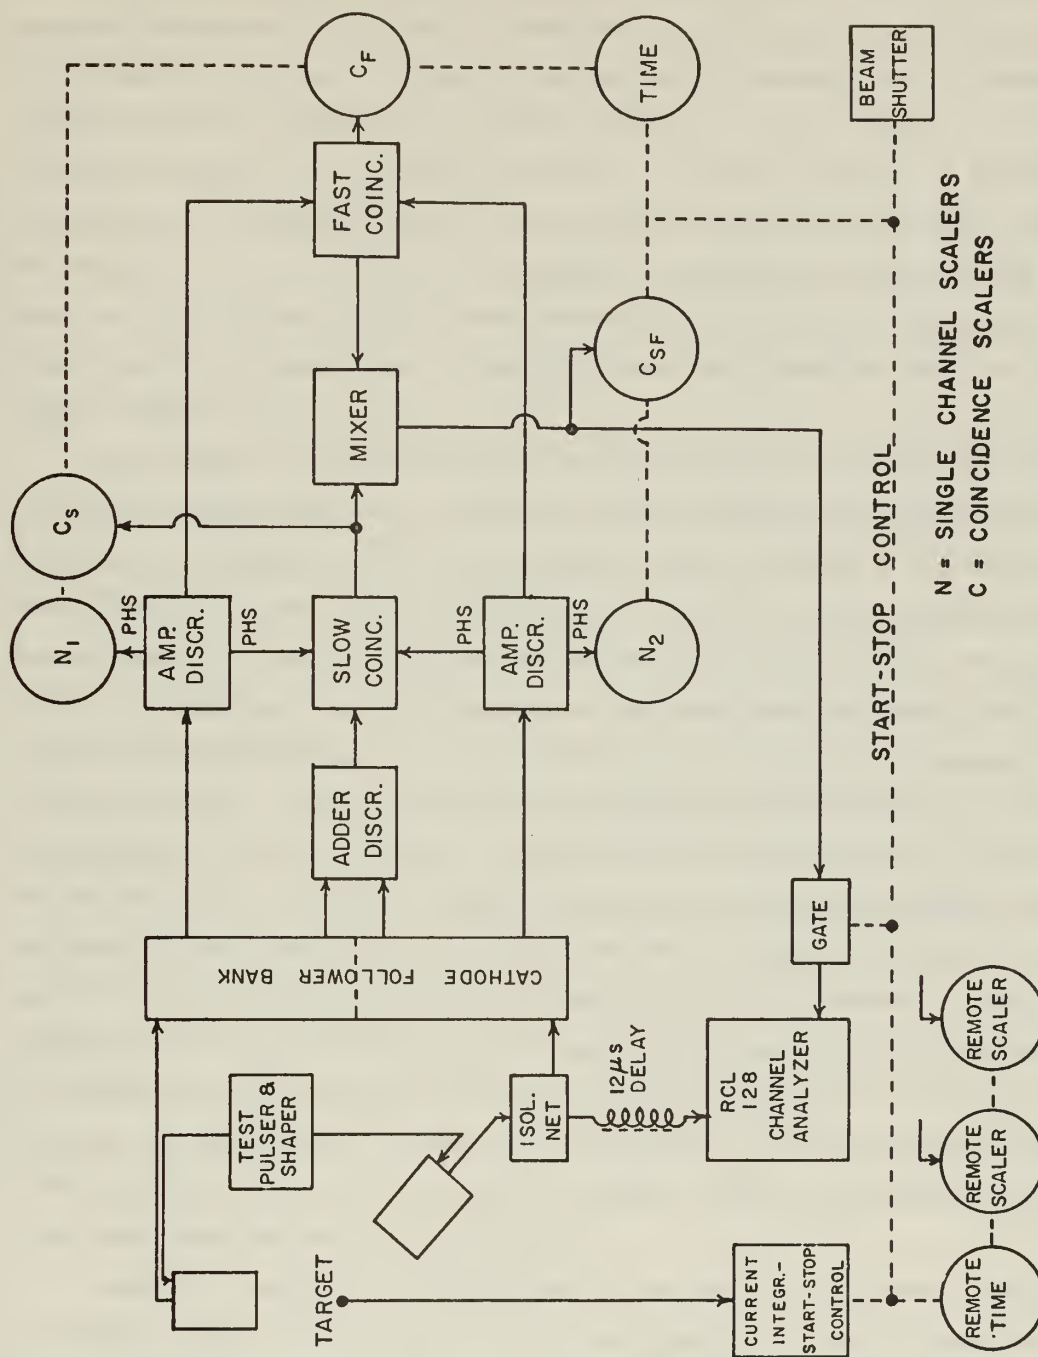 C_F
TIME
BEAM
SHUTTER
FAST
COINC.
MIXER
C_SF
C_S
N_1
PHS
AMP.
DISCR.
PHS
SLOW
COINC.
PHS
AMP.
DISCR.
PHS
N_2
ADDER
DISCR.
START-STOP CONTROL
N = SINGLE CHANNEL SCALERS
C = COINCIDENCE SCALERS
CATHODE FOLLOWER BANK
GATE
TEST
PULSER &
SHAPER
ISOL.
NET
12μs
DELAY
RCL
128
CHANNEL
ANALYZER
REMOTE
SCALER
REMOTE
SCALER
TARGET
CURRENT
INTEGR.-
START-STOP
CONTROL
REMOTE
TIME